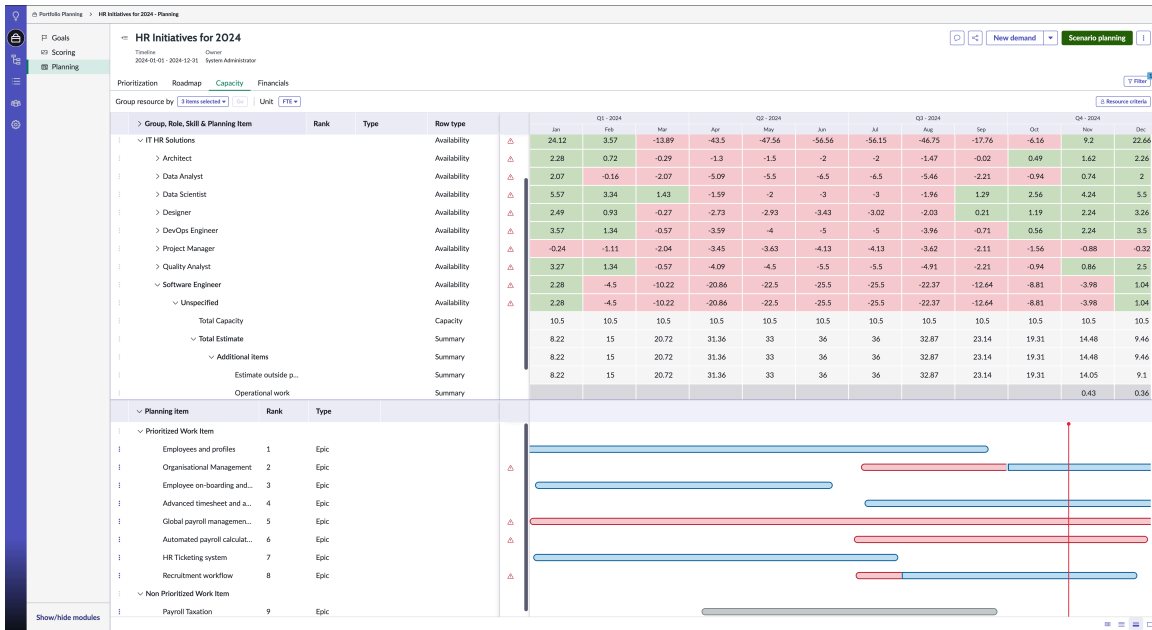 Portfolio Planning > HR Initiatives for 2024 - Planning
Goals
Scoring
Planning
HR Initiatives for 2024
New demand
Scenario planning
Timeline Owner
2024-01-01 - 2024-12-31 System Administrator
Prioritization Roadmap Capacity Financials
Filter
Group resource by 3 items selected Go Unit FTE
Resource criteria
Group, Role, Skill & Planning Item Rank Type Row type
Q1 - 2024 Q2 - 2024 Q3 - 2024 Q4 - 2024
Jan Feb Mar Apr May Jun Jul Aug Sep Oct Nov Dec
IT HR Solutions Availability 24.12 3.57 -13.89 -43.5 -47.56 -56.56 -56.15 -46.75 -17.76 -6.16 9.2 22.66
Architect Availability 2.28 0.72 -0.29 -1.3 -1.5 -2 -2 -1.47 -0.02 0.49 1.62 2.26
Data Analyst Availability 2.07 -0.16 -2.07 -5.09 -5.5 -6.5 -6.5 -5.46 -2.21 -0.94 0.74 2
Data Scientist Availability 5.57 3.34 1.43 -1.59 -2 -3 -3 -1.96 1.29 2.56 4.24 5.5
Designer Availability 2.49 0.93 -0.27 -2.73 -2.93 -3.43 -3.02 -2.03 0.21 1.19 2.24 3.26
DevOps Engineer Availability 3.57 1.34 -0.57 -3.59 -4 -5 -5 -3.96 -0.71 0.56 2.24 3.5
Project Manager Availability -0.24 -1.11 -2.04 -3.45 -3.63 -4.13 -4.13 -3.62 -2.11 -1.56 -0.88 -0.32
Quality Analyst Availability 3.27 1.34 -0.57 -4.09 -4.5 -5.5 -5.5 -4.91 -2.21 -0.94 0.86 2.5
Software Engineer Availability 2.28 -4.5 -10.22 -20.86 -22.5 -25.5 -25.5 -22.37 -12.64 -8.81 -3.98 1.04
Unspecified Availability 2.28 -4.5 -10.22 -20.86 -22.5 -25.5 -25.5 -22.37 -12.64 -8.81 -3.98 1.04
Total Capacity Capacity 10.5 10.5 10.5 10.5 10.5 10.5 10.5 10.5 10.5 10.5 10.5 10.5
Total Estimate Summary 8.22 15 20.72 31.36 33 36 36 32.87 23.14 19.31 14.48 9.46
Additional items Summary 8.22 15 20.72 31.36 33 36 36 32.87 23.14 19.31 14.48 9.46
Estimate outside p... Summary 8.22 15 20.72 31.36 33 36 36 32.87 23.14 19.31 14.05 9.1
Operational work Summary 0.43 0.36
Planning item Rank Type
Prioritized Work Item
Employees and profiles 1 Epic
Organisational Management 2 Epic
Employee on-boarding and... 3 Epic
Advanced timesheet and a... 4 Epic
Global payroll managemen... 5 Epic
Automated payroll calculat... 6 Epic
HR Ticketing system 7 Epic
Recruitment workflow 8 Epic
Non Prioritized Work Item
Payroll Taxation 9 Epic
Show/hide modules